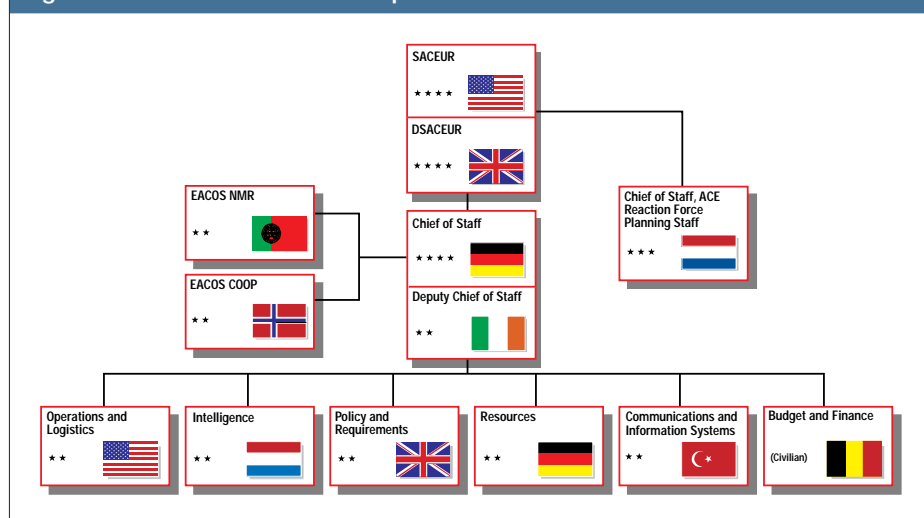 SACEUR
DSACEUR
EACOS NMR
EACOS COOP
Chief of Staff
Deputy Chief of Staff
Chief of Staff, ACE
Reaction Force
Planning Staff
Operations and
Logistics
Intelligence
Policy and
Requirements
Resources
Communications and
Information Systems
Budget and Finance
(Civilian)